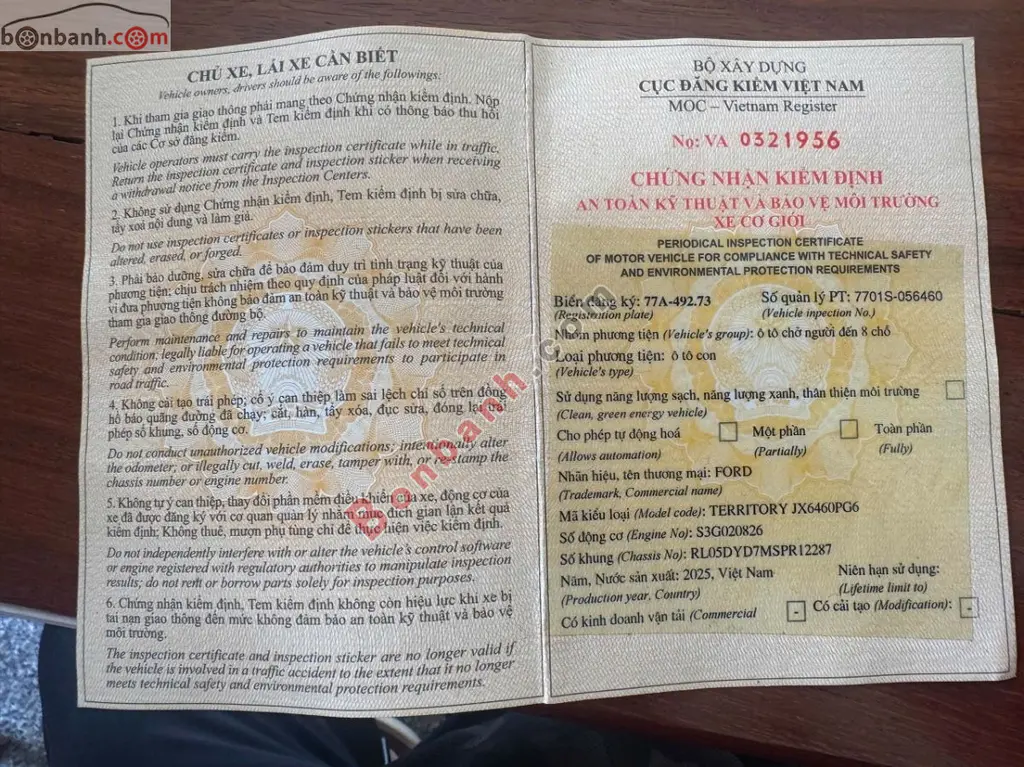 bonbanh.com
CHỦ XE, LÁI XE CẦN BIẾT
Vehicle owners, drivers should be aware of the followings:
1. Khi tham gia giao thông phải mang theo Chứng nhận kiểm định. Nộp
lại Chứng nhận kiểm định và Tem kiểm định khi có thông báo thu hồi
của các Cơ sở đăng kiểm.
Vehicle operators must carry the inspection certificate while in traffic.
Return the inspection certificate and inspection sticker when receiving
a withdrawal notice from the Inspection Centers.
2. Không sử dụng Chứng nhận kiểm định, Tem kiểm định bị sửa chữa,
tẩy xoá nội dung và làm giả.
Do not use inspection certificates or inspection stickers that have been
altered, erased, or forged.
3. Phải bảo dưỡng, sửa chữa để bảo đảm duy trì tình trạng kỹ thuật của
phương tiện; chịu trách nhiệm theo quy định của pháp luật đối với hành
vi đưa phương tiện không bảo đảm an toàn kỹ thuật và bảo vệ môi trường
tham gia giao thông đường bộ.
Perform maintenance and repairs to maintain the vehicle's technical
condition; legally liable for operating a vehicle that fails to meet technical
safety and environmental protection requirements to participate in
road traffic.
4. Không cải tạo trái phép; cố ý can thiệp làm sai lệch chỉ số trên đồng
hồ báo quãng đường đã chạy; cắt, hàn, tẩy xóa, đục sửa, đóng lại trái
phép số khung, số động cơ.
Do not conduct unauthorized vehicle modifications; intentionally alter
the odometer; or illegally cut, weld, erase, tamper with, or re-stamp the
chassis number or engine number.
5. Không tự ý can thiệp, thay đổi phần mềm điều khiển của xe, động cơ của
xe đã được đăng ký với cơ quan quản lý nhằm mục đích gian lận kết quả
kiểm định; Không thuê, mượn phụ tùng chỉ để thực hiện việc kiểm định.
Do not independently interfere with or alter the vehicle's control software
or engine registered with regulatory authorities to manipulate inspection
results; do not rent or borrow parts solely for inspection purposes.
6. Chứng nhận kiểm định, Tem kiểm định không còn hiệu lực khi xe bị
tai nạn giao thông đến mức không đảm bảo an toàn kỹ thuật và bảo vệ
môi trường.
The inspection certificate and inspection sticker are no longer valid if
the vehicle is involved in a traffic accident to the extent that it no longer
meets technical safety and environmental protection requirements.
BỘ XÂY DỰNG
CỤC ĐĂNG KIỂM VIỆT NAM
MOC – Vietnam Register
No: VA 0321956
CHỨNG NHẬN KIỂM ĐỊNH
AN TOÀN KỸ THUẬT VÀ BẢO VỆ MÔI TRƯỜNG
XE CƠ GIỚI
PERIODICAL INSPECTION CERTIFICATE
OF MOTOR VEHICLE FOR COMPLIANCE WITH TECHNICAL SAFETY
AND ENVIRONMENTAL PROTECTION REQUIREMENTS
Biển đăng ký: 77A-492.73 Số quản lý PT: 7701S-056460
(Registration plate) (Vehicle inpection No.)
Nhóm phương tiện (Vehicle's group): ô tô chở người đến 8 chỗ
Loại phương tiện: ô tô con
(Vehicle's type)
Sử dụng năng lượng sạch, năng lượng xanh, thân thiện môi trường
(Clean, green energy vehicle)
Cho phép tự động hoá Một phần Toàn phần
(Allows automation) (Partially) (Fully)
Nhãn hiệu, tên thương mại: FORD
(Trademark, Commercial name)
Mã kiểu loại (Model code): TERRITORY JX6460PG6
Số động cơ (Engine No): S3G020826
Số khung (Chassis No): RL05DYD7MSPR12287
Năm, Nước sản xuất: 2025, Việt Nam Niên hạn sử dụng:
(Production year, Country) (Lifetime limit to)
Có kinh doanh vận tải (Commercial - Có cải tạo (Modification): -
Bonbanh.com